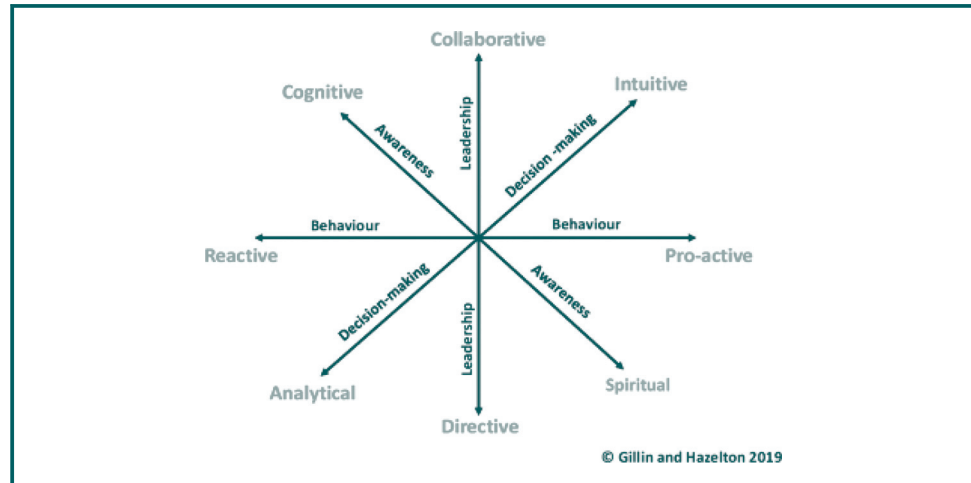 Collaborative
Cognitive
Intuitive
Awareness
Leadership
Decision -making
Behaviour
Behaviour
Reactive
Pro-active
Decision-making
Leadership
Awareness
Analytical
Spiritual
Directive
© Gillin and Hazelton 2019